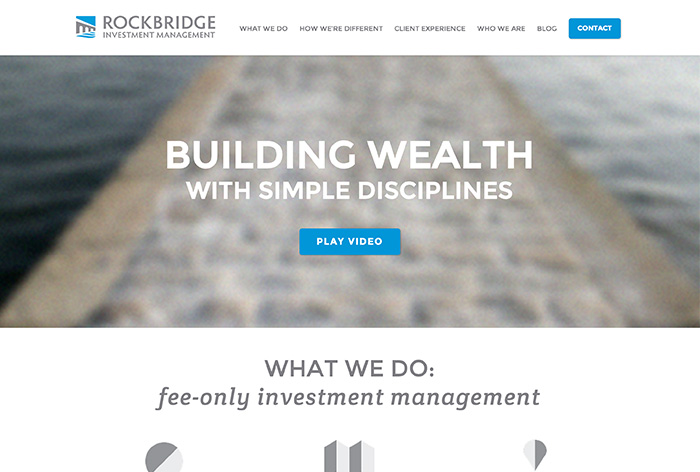 ROCKBRIDGE
INVESTMENT MANAGEMENT
WHAT WE DO HOW WE'RE DIFFERENT CLIENT EXPERIENCE WHO WE ARE BLOG CONTACT
BUILDING WEALTH
WITH SIMPLE DISCIPLINES
PLAY VIDEO
WHAT WE DO:
fee-only investment management